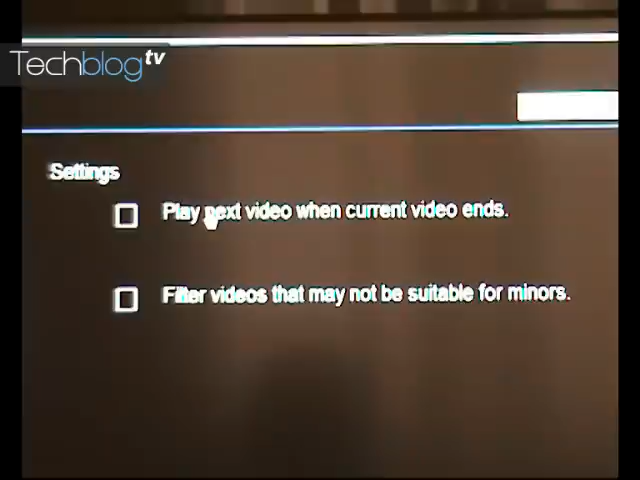 Techblog tv
Settings
Play next video when current video ends.
Filter videos that may not be suitable for minors.